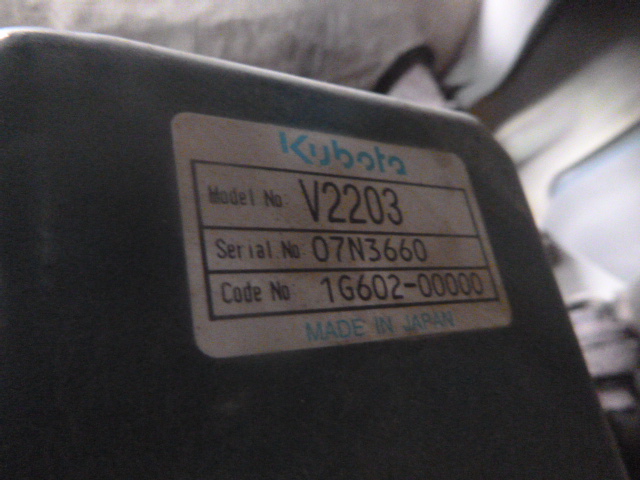 Kubota
Model No V2203
Serial.No 07N3660
Code No 1G602-00000
MADE IN JAPAN